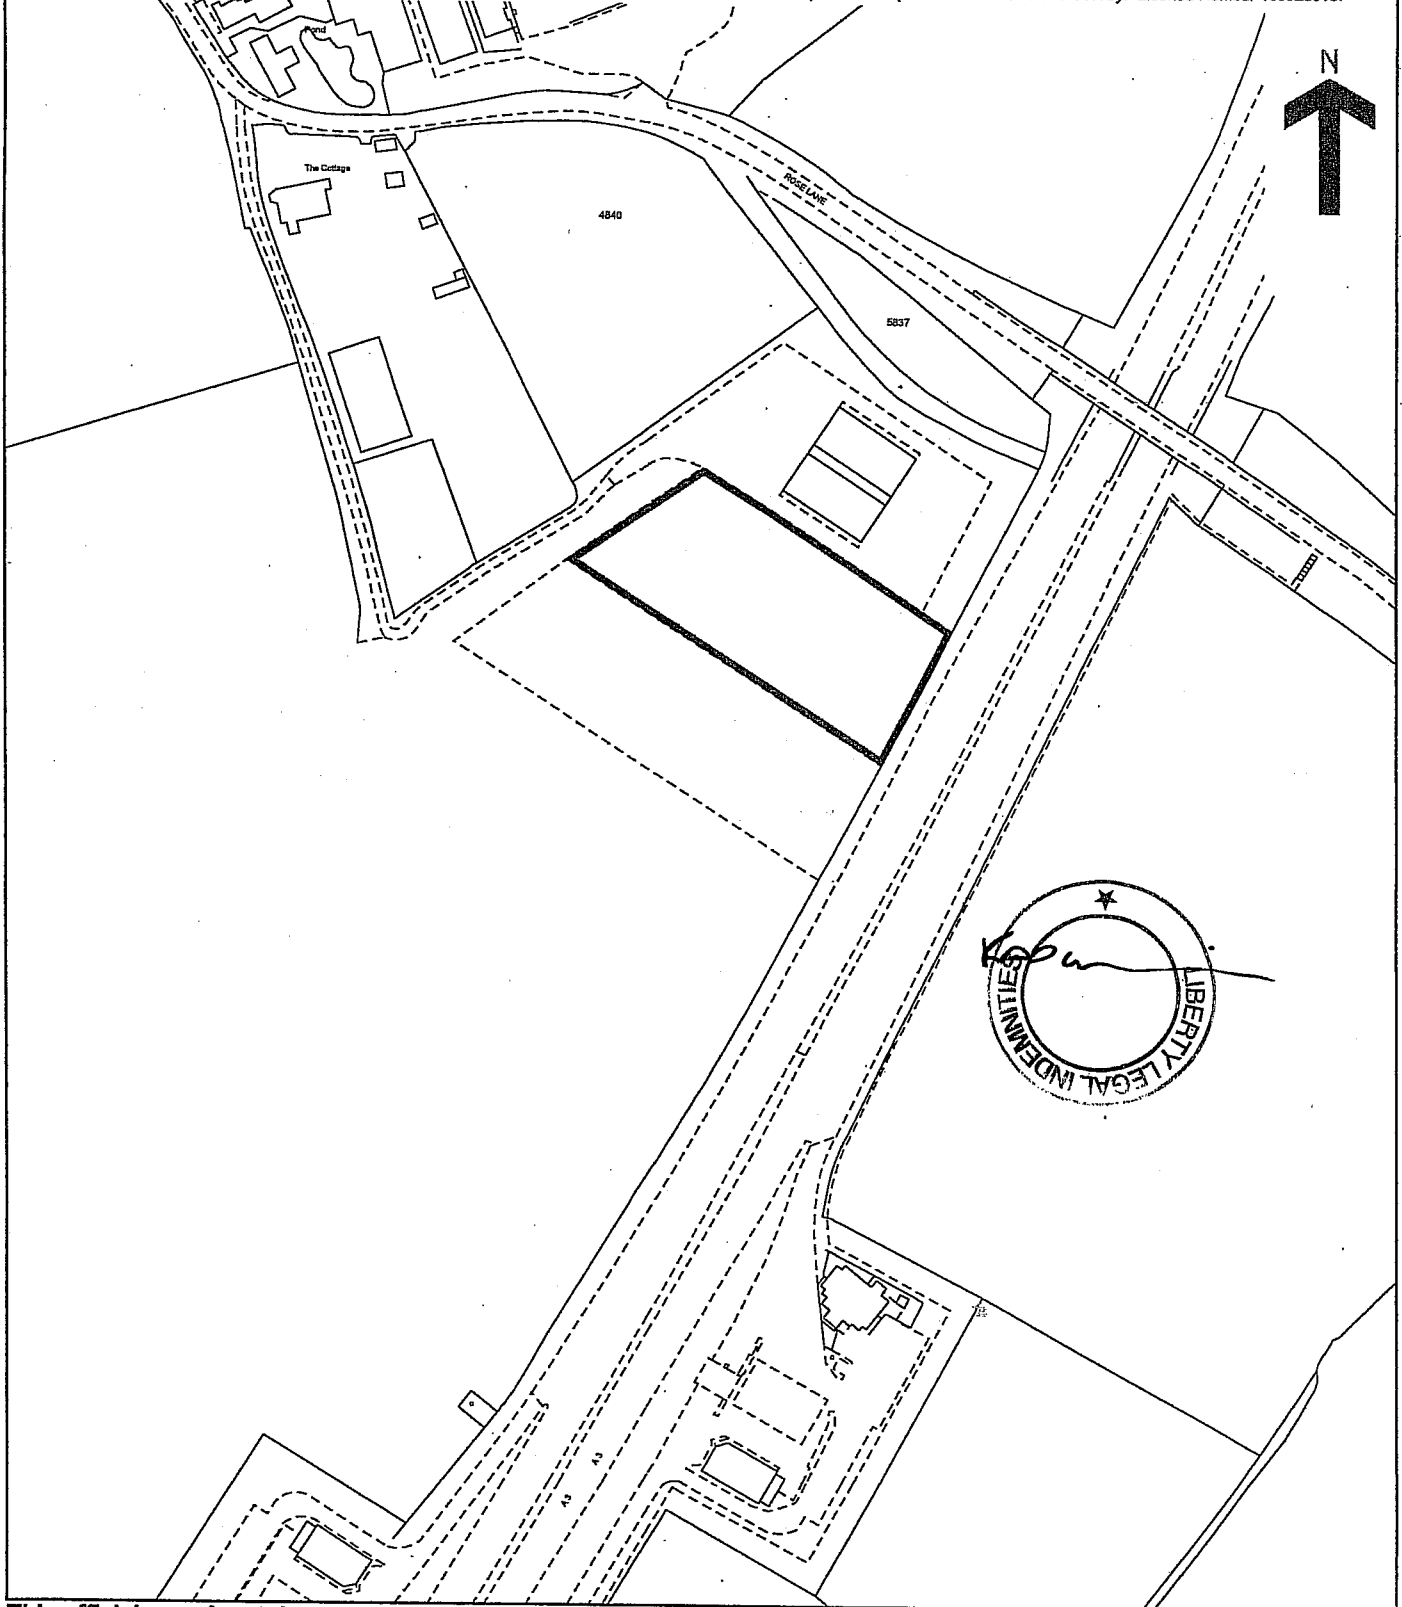 N
Pond
The Cottage
ROSE LANE
4840
5837
LIBERTY LEGAL INDEMNITIES
A3
A3